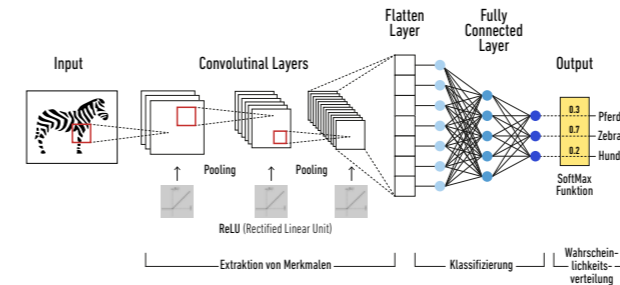 Flatten
Layer
Fully
Connected
Layer
Input
Convolutinal Layers
Output
0.3
Pferd
0.7
Zebra
0.2
Hund
SoftMax
Funktion
Pooling
Pooling
ReLU (Rectified Linear Unit)
Extraktion von Merkmalen
Klassifizierung
Wahrschein-
lichkeits-
verteilung